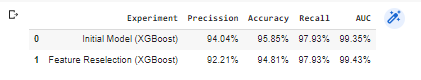 Experiment Precission Accuracy Recall AUC
0 Initial Model (XGBoost) 94.04% 95.85% 97.93% 99.35%
1 Feature Reselection (XGBoost) 92.21% 94.81% 97.93% 99.43%